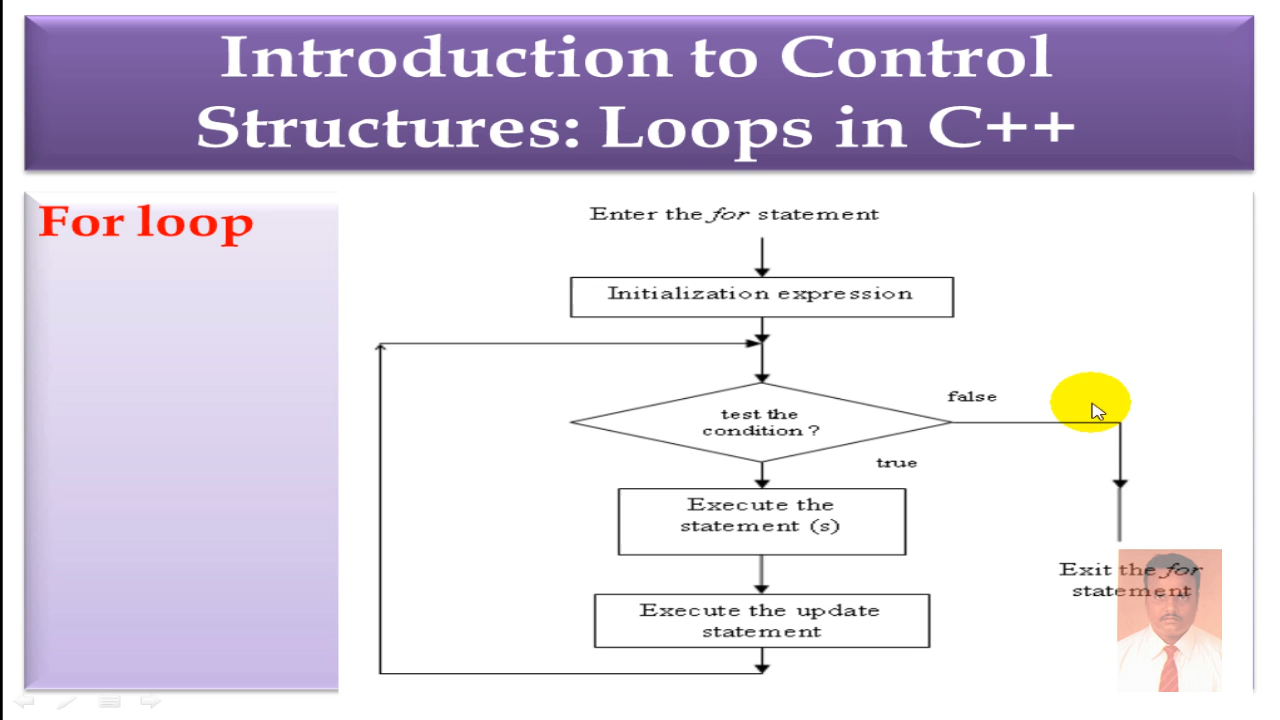 Introduction to Control
Structures: Loops in C++
For loop
Enter the for statement
Initialization expression
test the
condition ?
false
true
Execute the
statement (s)
Execute the update
statement
Exit the for
statement